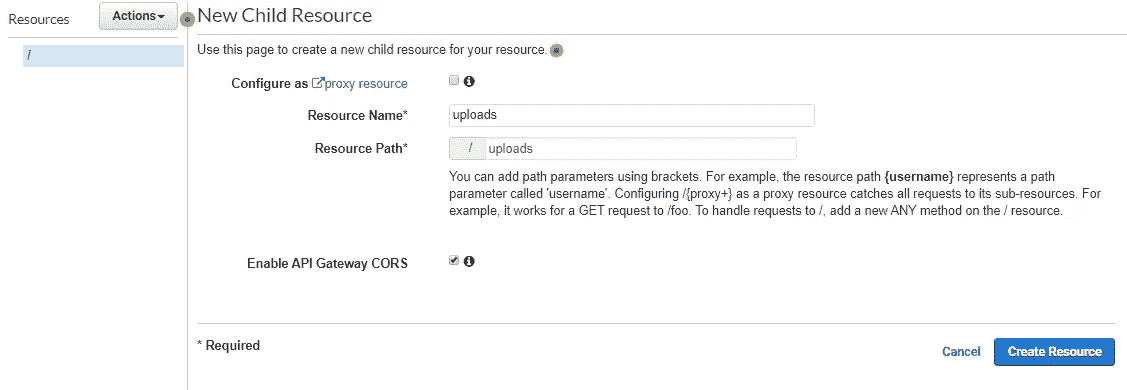 Resources
Actions
New Child Resource
/
Use this page to create a new child resource for your resource.
Configure as proxy resource
Resource Name*
uploads
Resource Path*
/ uploads
You can add path parameters using brackets. For example, the resource path {username} represents a path
parameter called 'username'. Configuring /{proxy+} as a proxy resource catches all requests to its sub-resources. For
example, it works for a GET request to /foo. To handle requests to /, add a new ANY method on the / resource.
Enable API Gateway CORS
* Required
Cancel
Create Resource